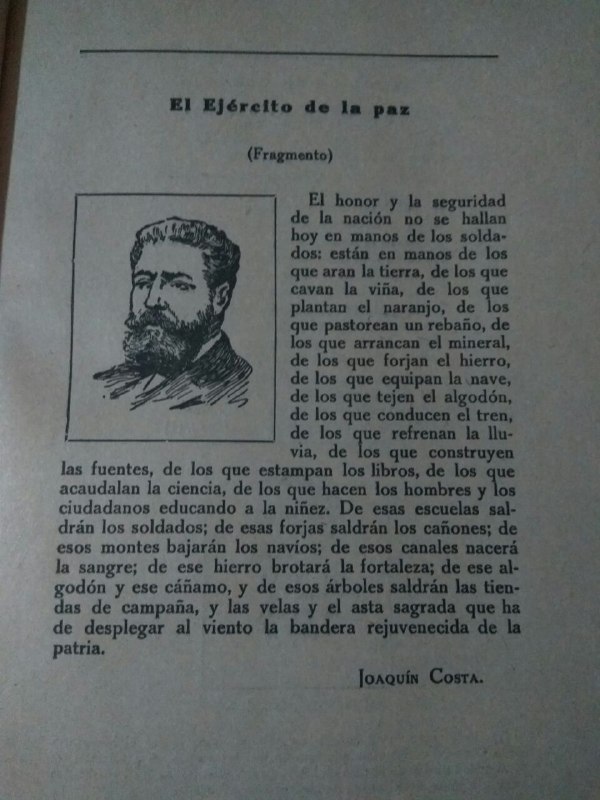 El Ejército de la paz
(Fragmento)
El honor y la seguridad
de la nación no se hallan
hoy en manos de los solda-
dos: están en manos de los
que aran la tierra, de los que
cavan la viña, de los que
plantan el naranjo, de los
que pastorean un rebaño, de
los que arrancan el mineral,
de los que forjan el hierro,
de los que equipan la nave,
de los que tejen el algodón,
de los que conducen el tren,
de los que refrenan la llu-
via, de los que construyen
las fuentes, de los que estampan los libros, de los que
acaudalan la ciencia, de los que hacen los hombres y los
ciudadanos educando a la niñez. De esas escuelas sal-
drán los soldados; de esas forjas saldrán los cañones; de
esos montes bajarán los navíos; de esos canales nacerá
la sangre; de ese hierro brotará la fortaleza; de ese al-
godón y ese cáñamo, y de esos árboles saldrán las tien-
das de campaña, y las velas y el asta sagrada que ha
de desplegar al viento la bandera rejuvenecida de la
patria.
JOAQUÍN COSTA.